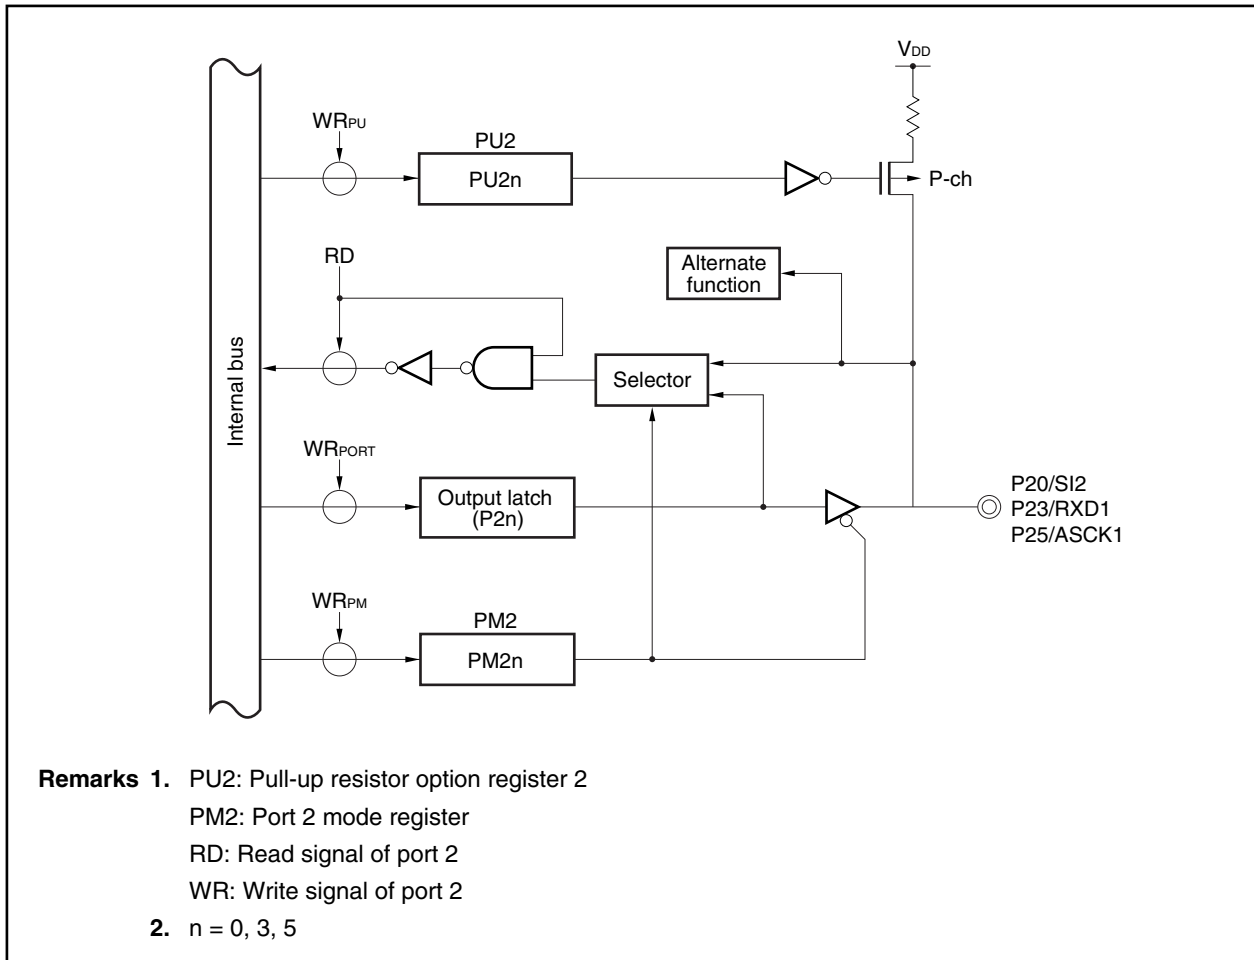 VDD
WRPU
PU2
PU2n
P-ch
RD
Alternate
function
Internal bus
Selector
WRPORT
Output latch
(P2n)
P20/SI2
P23/RXD1
P25/ASCK1
WRPM
PM2
PM2n
Remarks 1. PU2: Pull-up resistor option register 2
PM2: Port 2 mode register
RD: Read signal of port 2
WR: Write signal of port 2
2. n = 0, 3, 5